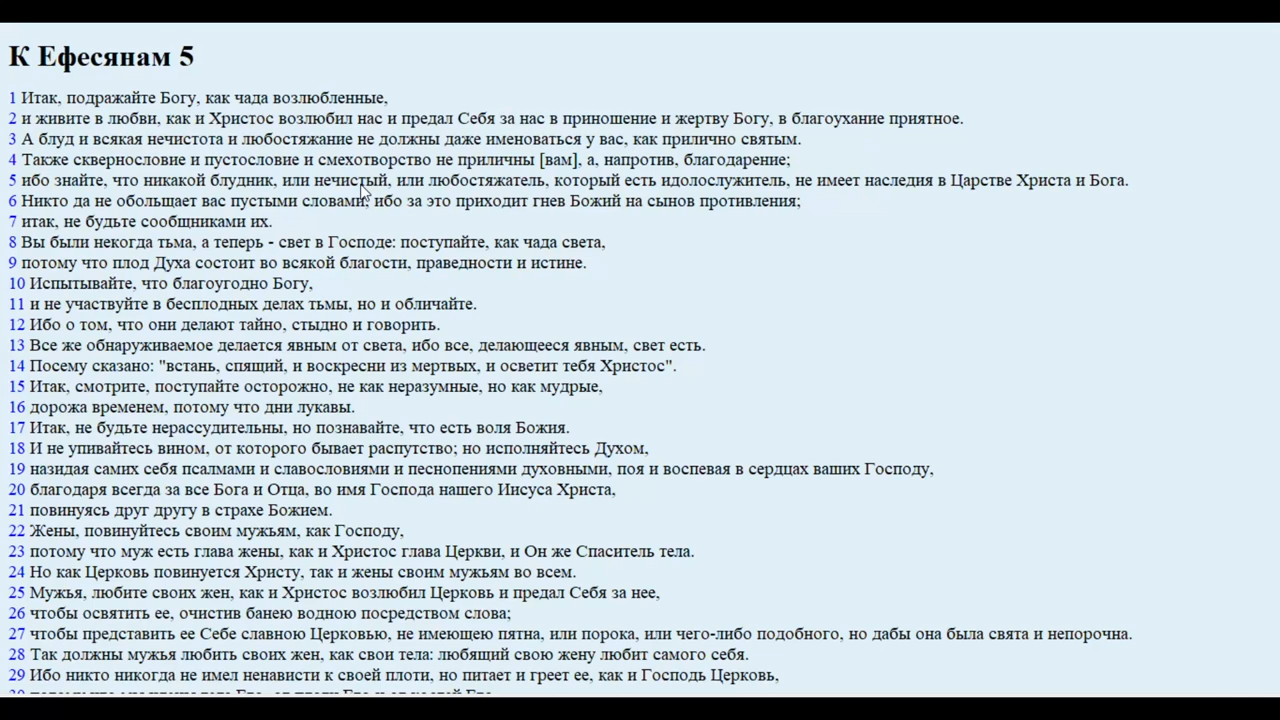 К Ефесянам 5
1 Итак, подражайте Богу, как чада возлюбленные,
2 и живите в любви, как и Христос возлюбил нас и предал Себя за нас в приношение и жертву Богу, в благоухание приятное.
3 А блуд и всякая нечистота и любостяжание не должны даже именоваться у вас, как прилично святым.
4 Также сквернословие и пустословие и смехотворство не приличны [вам], а, напротив, благодарение;
5 ибо знайте, что никакой блудник, или нечистый, или любостяжатель, который есть идолослужитель, не имеет наследия в Царстве Христа и Бога.
6 Никто да не обольщает вас пустыми словами, ибо за это приходит гнев Божий на сынов противления;
7 итак, не будьте сообщниками их.
8 Вы были некогда тьма, а теперь - свет в Господе: поступайте, как чада света,
9 потому что плод Духа состоит во всякой благости, праведности и истине.
10 Испытывайте, что благоугодно Богу,
11 и не участвуйте в бесплодных делах тьмы, но и обличайте.
12 Ибо о том, что они делают тайно, стыдно и говорить.
13 Все же обнаруживаемое делается явным от света, ибо все, делающееся явным, свет есть.
14 Посему сказано: "встань, спящий, и воскресни из мертвых, и осветит тебя Христос".
15 Итак, смотрите, поступайте осторожно, не как неразумные, но как мудрые,
16 дорожа временем, потому что дни лукавы.
17 Итак, не будьте нерассудительны, но познавайте, что есть воля Божия.
18 И не упивайтесь вином, от которого бывает распутство; но исполняйтесь Духом,
19 назидая самих себя псалмами и славословиями и песнопениями духовными, поя и воспевая в сердцах ваших Господу,
20 благодаря всегда за все Бога и Отца, во имя Господа нашего Иисуса Христа,
21 повинуясь друг другу в страхе Божием.
22 Жены, повинуйтесь своим мужьям, как Господу,
23 потому что муж есть глава жены, как и Христос глава Церкви, и Он же Спаситель тела.
24 Но как Церковь повинуется Христу, так и жены своим мужьям во всем.
25 Мужья, любите своих жен, как и Христос возлюбил Церковь и предал Себя за нее,
26 чтобы освятить ее, очистив банею водною посредством слова;
27 чтобы представить ее Себе славною Церковью, не имеющею пятна, или порока, или чего-либо подобного, но дабы она была свята и непорочна.
28 Так должны мужья любить своих жен, как свои тела: любящий свою жену любит самого себя.
29 Ибо никто никогда не имел ненависти к своей плоти, но питает и греет ее, как и Господь Церковь,